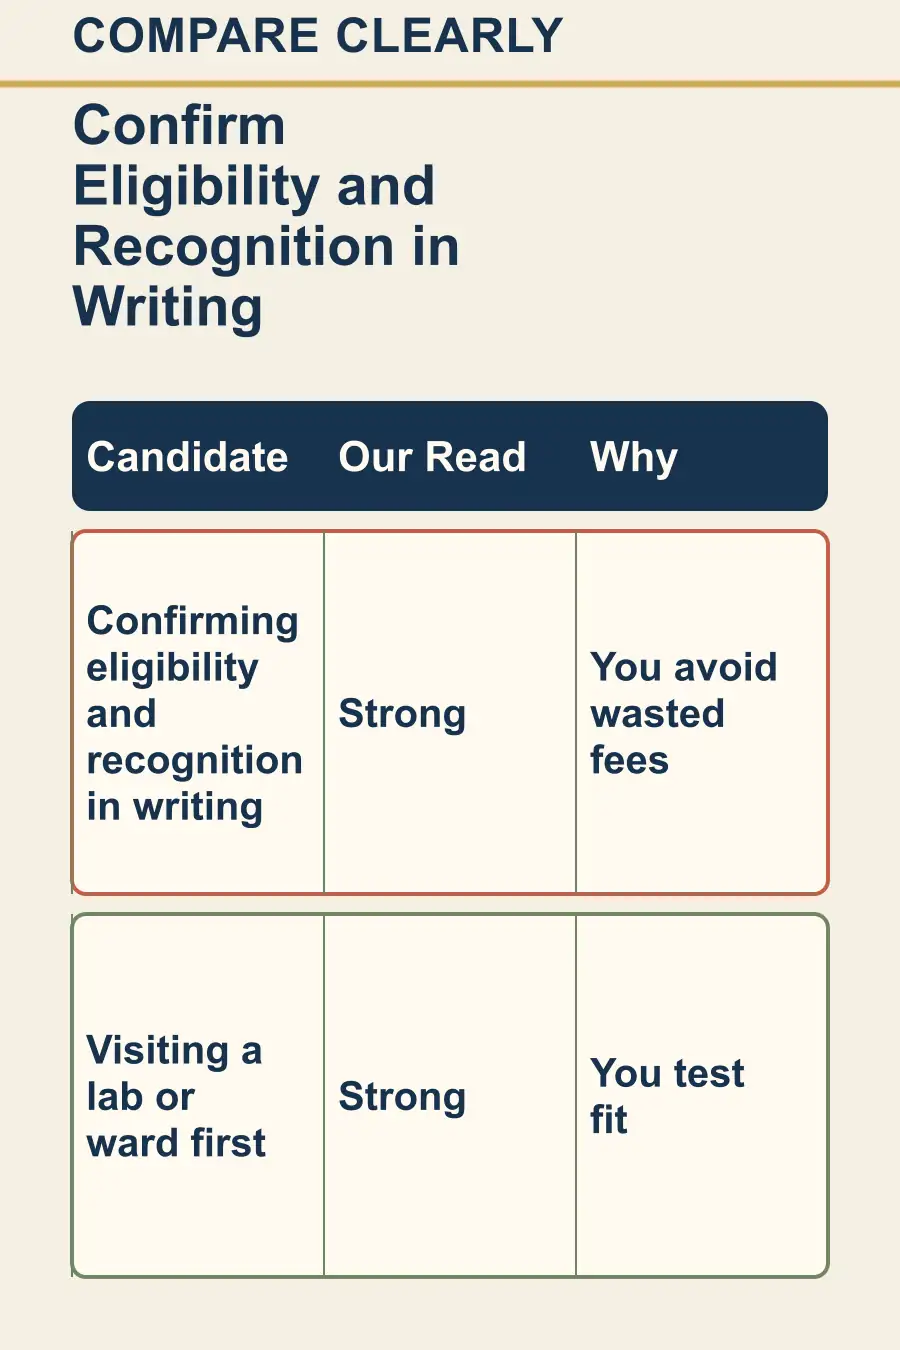 COMPARE CLEARLY
Confirm
Eligibility and
Recognition in
Writing
Candidate Our Read Why
Confirming
eligibility
and
recognition
in writing
Strong
You avoid
wasted
fees
Visiting a
lab or
ward first
Strong
You test
fit